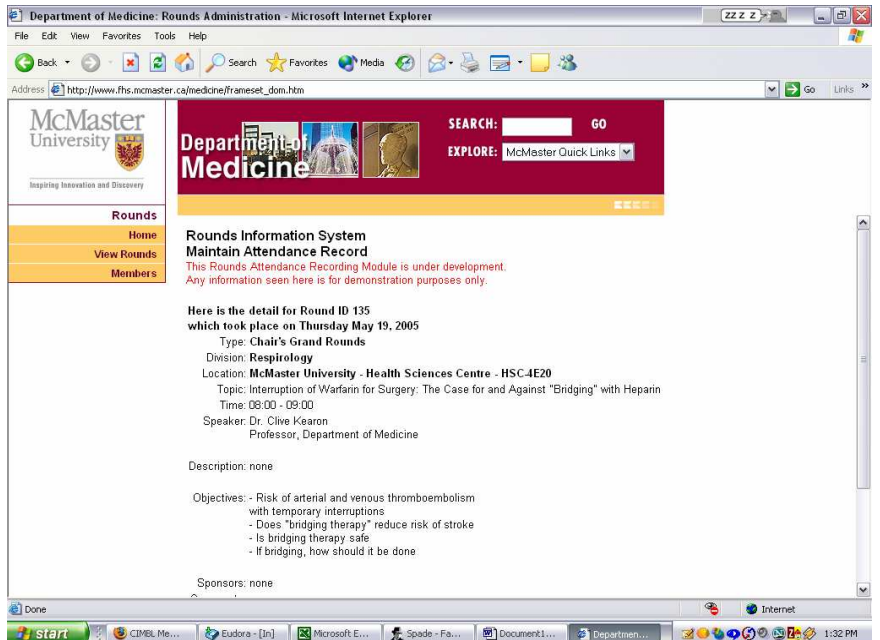 Department of Medicine: Rounds Administration - Microsoft Internet Explorer
ZZ Z Z
File Edit View Favorites Tools Help
Back Search Favorites Media
Address http://www.fhs.mcmaster.ca/medicine/frameset_dom.htm Go Links »
McMaster
University
Inspiring Innovation and Discovery
Department of
Medicine
SEARCH: GO
EXPLORE: McMaster Quick Links
Rounds
Home
View Rounds
Members
Rounds Information System
Maintain Attendance Record
This Rounds Attendance Recording Module is under development.
Any information seen here is for demonstration purposes only.
Here is the detail for Round ID 135
which took place on Thursday May 19, 2005
Type: Chair's Grand Rounds
Division: Respirology
Location: McMaster University - Health Sciences Centre - HSC-4E20
Topic: Interruption of Warfarin for Surgery: The Case for and Against "Bridging" with Heparin
Time: 08:00 - 09:00
Speaker: Dr. Clive Kearon
Professor, Department of Medicine
Description: none
Objectives: - Risk of arterial and venous thromboembolism
with temporary interruptions
- Does "bridging therapy" reduce risk of stroke
- Is bridging therapy safe
- If bridging, how should it be done
Sponsors: none
Done Internet
start CIMBL Me... Eudora - [In] Microsoft E... Spade - Fa... Document1... Departmen... 1:32 PM